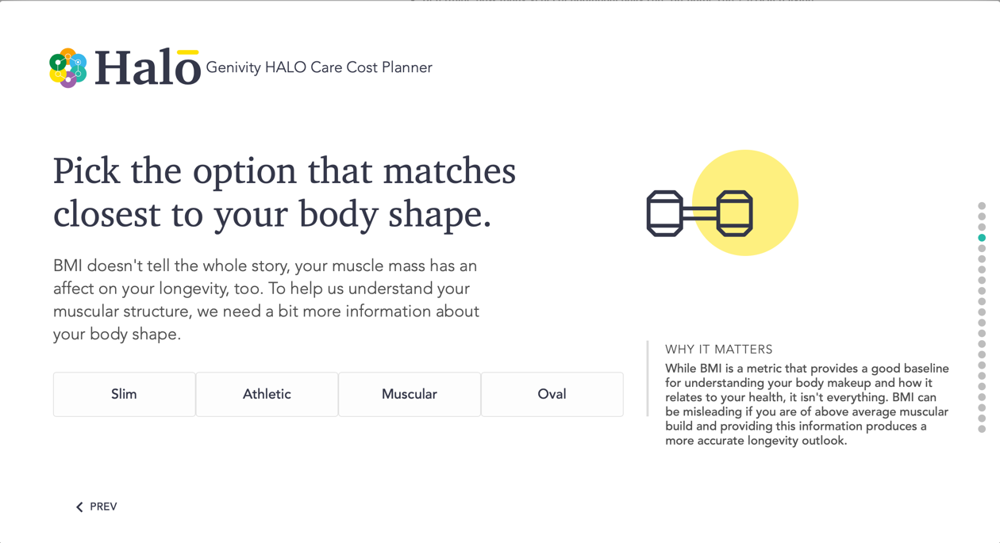 Halō Genivity HALO Care Cost Planner
Pick the option that matches
closest to your body shape.
BMI doesn't tell the whole story, your muscle mass has an
affect on your longevity, too. To help us understand your
muscular structure, we need a bit more information about
your body shape.
Slim
Athletic
Muscular
Oval
WHY IT MATTERS
While BMI is a metric that provides a good baseline
for understanding your body makeup and how it
relates to your health, it isn't everything. BMI can
be misleading if you are of above average muscular
build and providing this information produces a
more accurate longevity outlook.
PREV